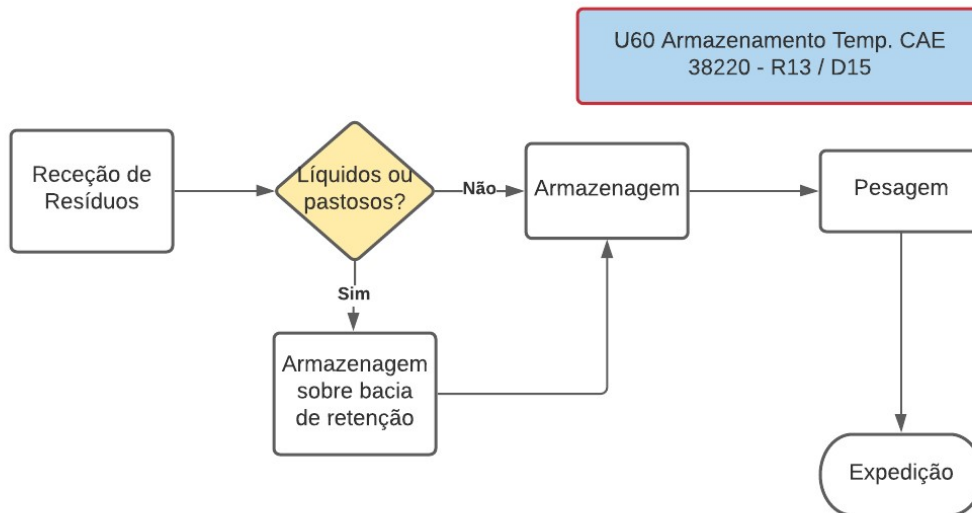 U60 Armazenamento Temp. CAE
38220 - R13 / D15
Receção de
Resíduos
Líquidos ou
pastosos?
Não
Armazenagem
Pesagem
Sim
Armazenagem
sobre bacia
de retenção
Expedição